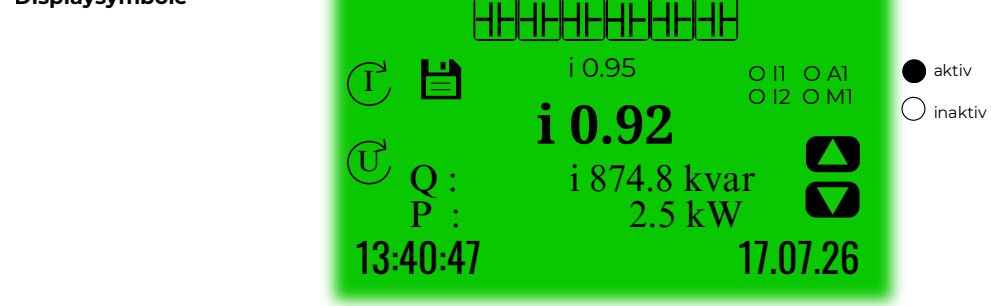 Displaysymbole
i 0.95
I
O I1 O A1
O I2 O M1
aktiv
inaktiv
i 0.92
U
Q : i 874.8 kvar
P : 2.5 kW
13:40:47 17.07.26